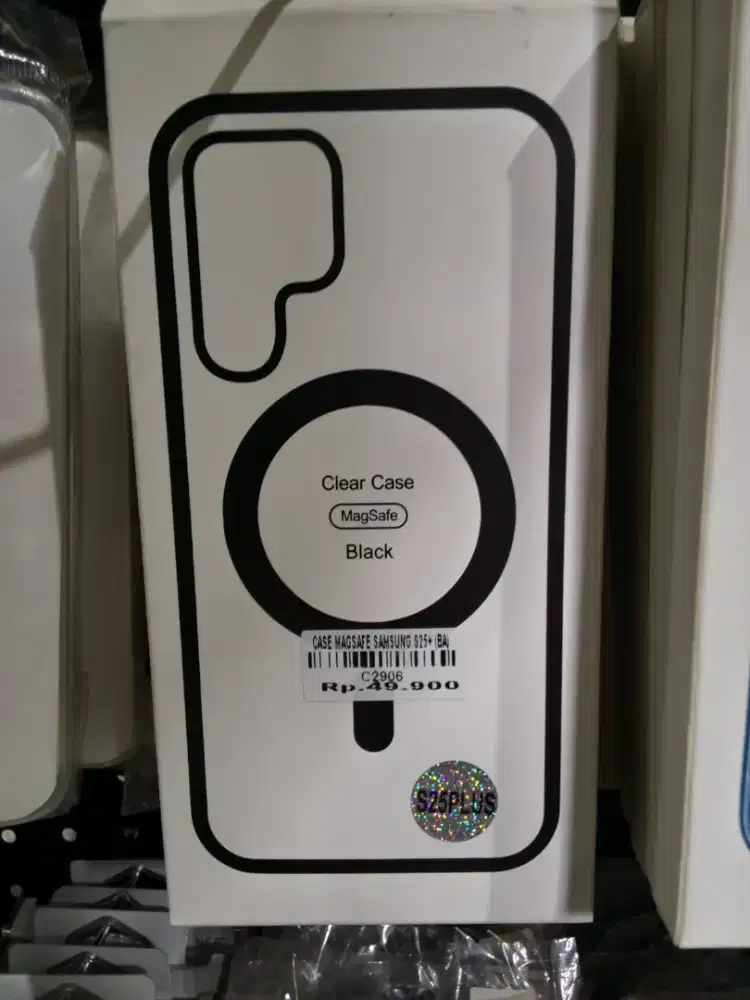 Clear Case
MagSafe
Black
CASE MAGSAFE SAMSUNG S25+ (BA)
C2906
Rp.49.900
S25PLUS